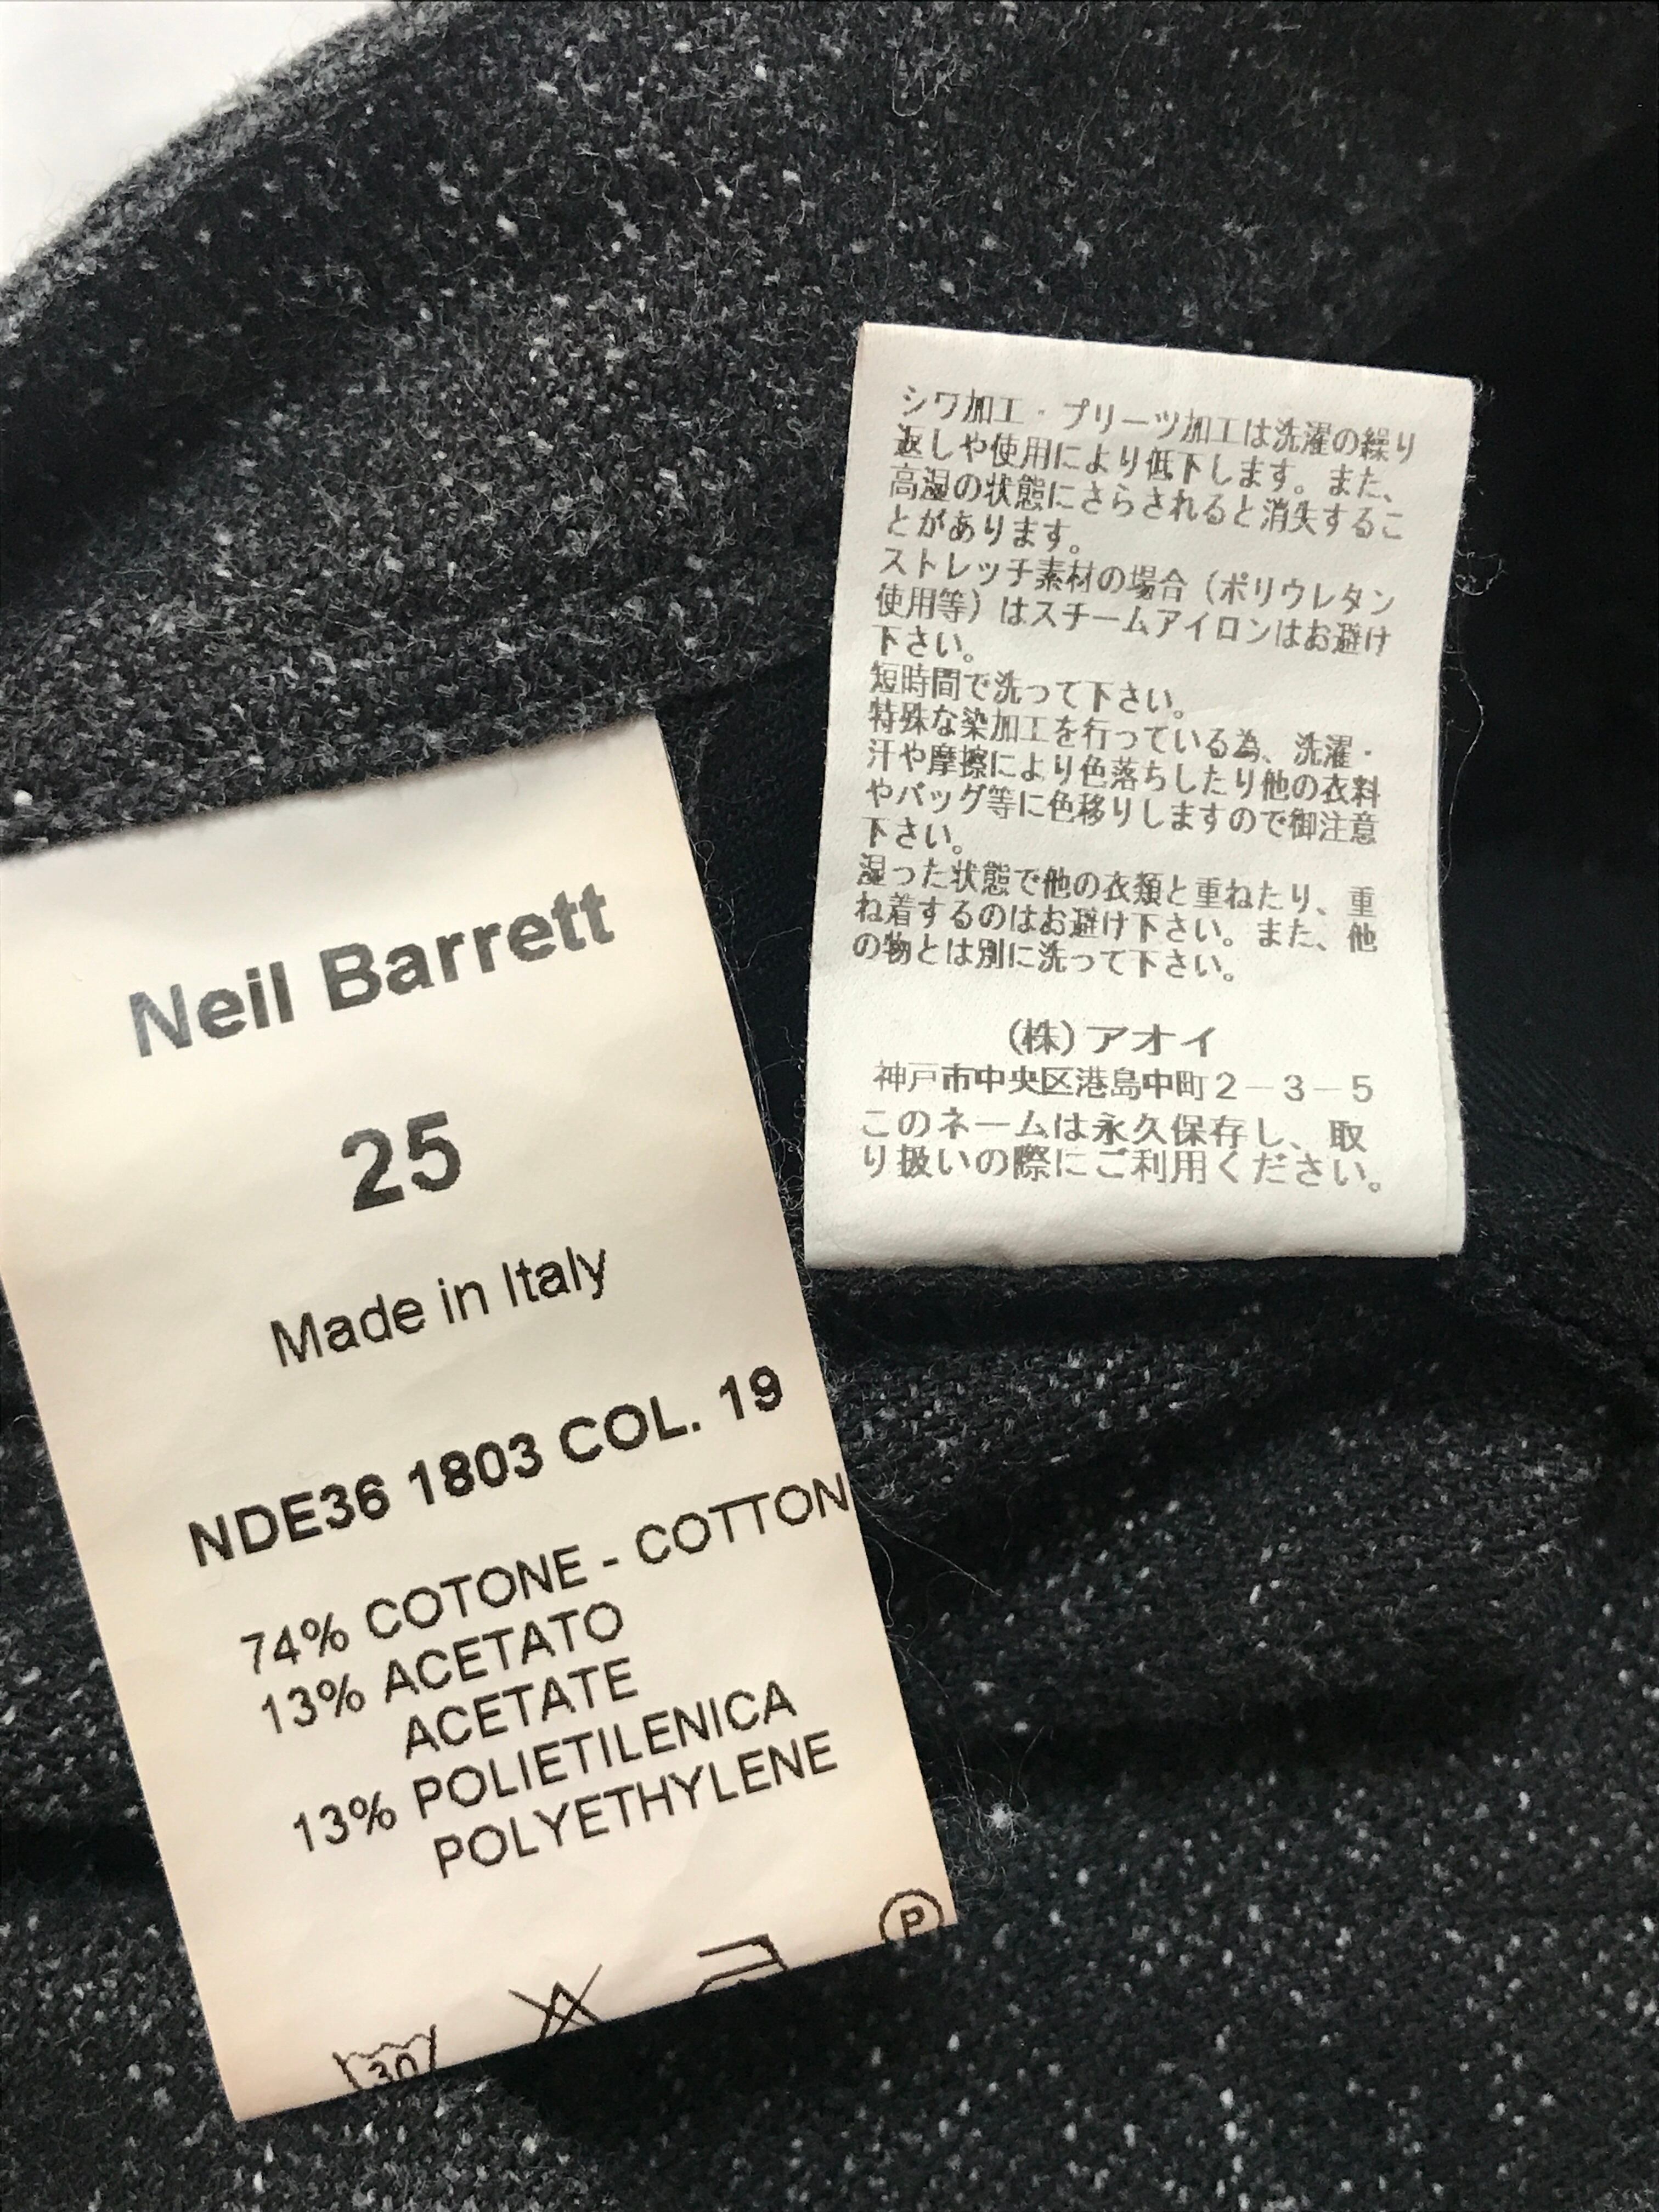 Neil Barrett
25
Made in Italy
NDE36 1803 COL. 19
74% COTONE - COTTON
13% ACETATO
ACETATE
13% POLIETILENICA
POLYETHYLENE
P
30
シワ加工・プリーツ加工は洗濯の繰り
返しや使用により低下します。また、
高湿の状態にさらされると消失するこ
とがあります。
ストレッチ素材の場合（ポリウレタン
使用等）はスチームアイロンはお避け
下さい。
短時間で洗って下さい。
特殊な染加工を行っている為、洗濯・
汗や摩擦により色落ちしたり他の衣料
やバッグ等に色移りしますので御注意
下さい。
湿った状態で他の衣類と重ねたり、重
ね着するのはお避け下さい。また、他
の物とは別に洗って下さい。
(株)アオイ
神戸市中央区港島中町2－3－5
このネームは永久保存し、取
り扱いの際にご利用ください。